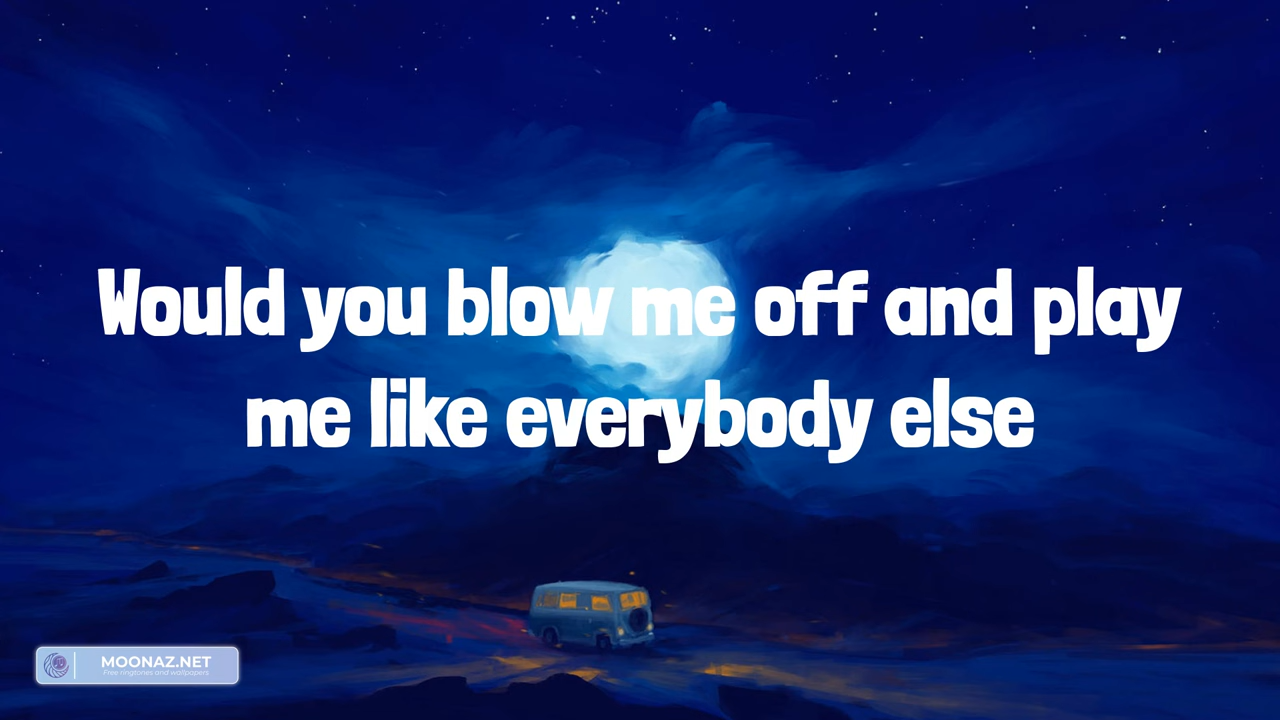 Would you blow me off and play
me like everybody else
MOONAZ.NET
Free ringtones and wallpapers